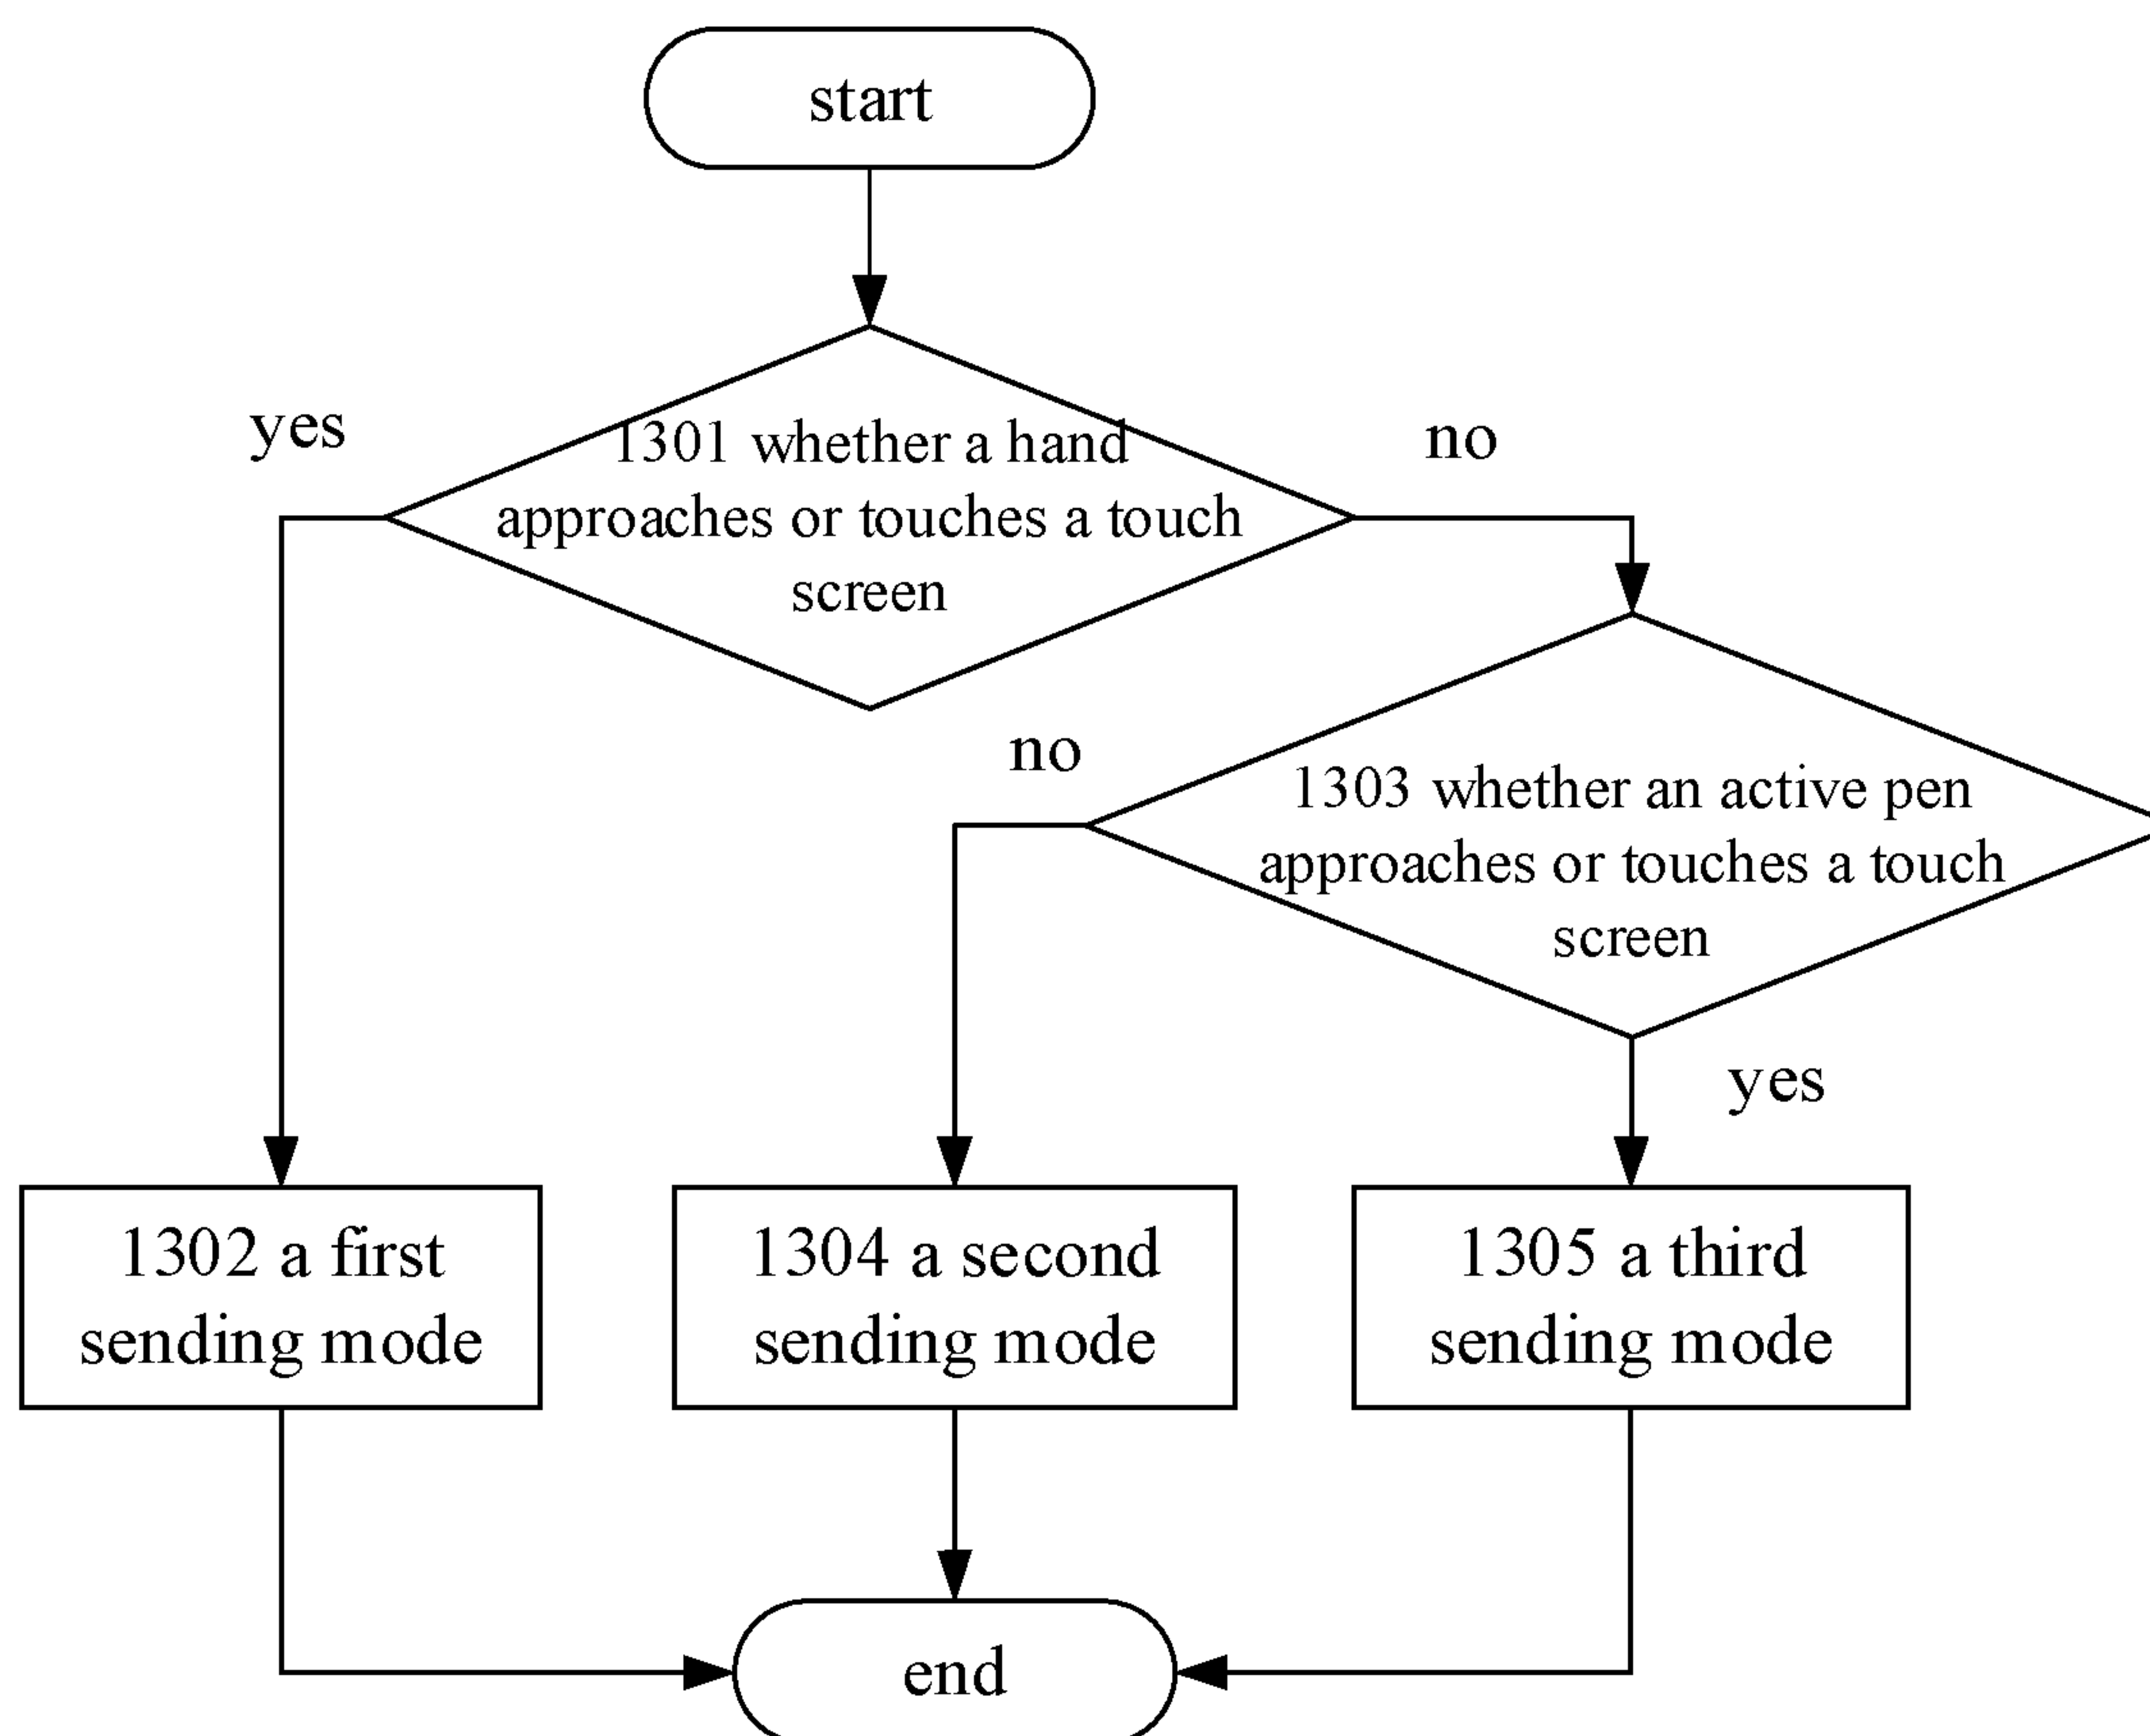 start
yes
1301 whether a hand
approaches or touches a touch
screen
no
no
1303 whether an active pen
approaches or touches a touch
screen
yes
1302 a first
sending mode
1304 a second
sending mode
1305 a third
sending mode
end